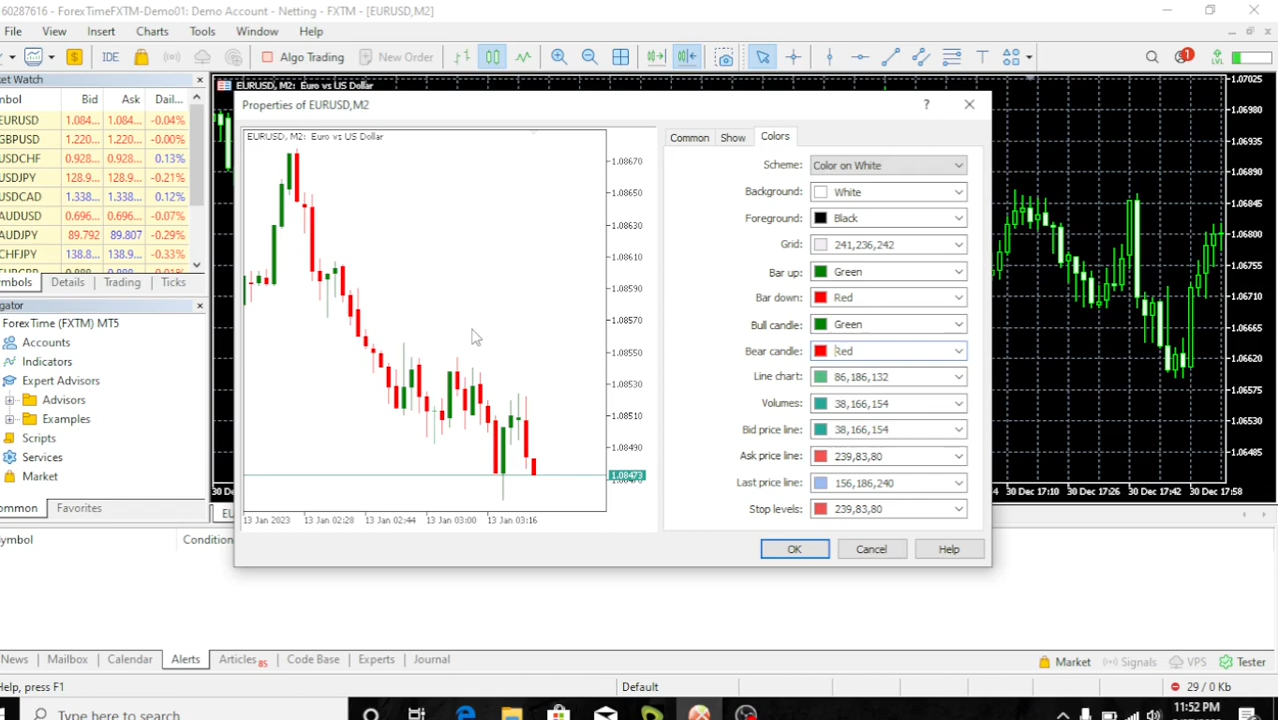 60287616 - ForexTimeFXTM-Demo01: Demo Account - Netting - FXTM - [EURUSD,M2]
File View Insert Charts Tools Window Help
IDE Algo Trading New Order 1
arket Watch
mbol Bid Ask Dail...
EURUSD 1.084... 1.084... -0.04%
GBPUSD 1.220... 1.220... -0.00%
USDCHF 0.928... 0.928... 0.13%
USDJPY 128.9... 128.9... -0.21%
USDCAD 1.338... 1.338... 0.12%
AUDUSD 0.696... 0.696... -0.07%
AUDJPY 89.792 89.807 -0.29%
CHFJPY 138.8... 138.9... -0.33%
mbols Details Trading Ticks
avigator
ForexTime (FXTM) MT5
Accounts
Indicators
Expert Advisors
Advisors
Examples
Scripts
Services
Market
ommon Favorites
EURUSD, M2: Euro vs US Dollar
Properties of EURUSD,M2
EURUSD, M2: Euro vs US Dollar
1.08670
1.08650
1.08630
1.08610
1.08590
1.08570
1.08550
1.08530
1.08510
1.08490
1.08473
13 Jan 2023 13 Jan 02:28 13 Jan 02:44 13 Jan 03:00 13 Jan 03:16
Common Show Colors
Scheme: Color on White
Background: White
Foreground: Black
Grid: 241,236,242
Bar up: Green
Bar down: Red
Bull candle: Green
Bear candle: Red
Line chart: 86,186,132
Volumes: 38,166,154
Bid price line: 38,166,154
Ask price line: 239,83,80
Last price line: 156,186,240
Stop levels: 239,83,80
OK Cancel Help
1.07025
1.06980
1.06935
1.06890
1.06845
1.06800
1.06755
1.06710
1.06665
1.06620
1.06575
1.06530
1.06485
30 Dec 4 30 Dec 17:10 30 Dec 17:26 30 Dec 17:42 30 Dec 17:58
EU
ymbol Condition
News Mailbox Calendar Alerts Articles 85 Code Base Experts Journal
Market Signals VPS Tester
Help, press F1 Default 29 / 0 Kb
Type here to search 11:52 PM